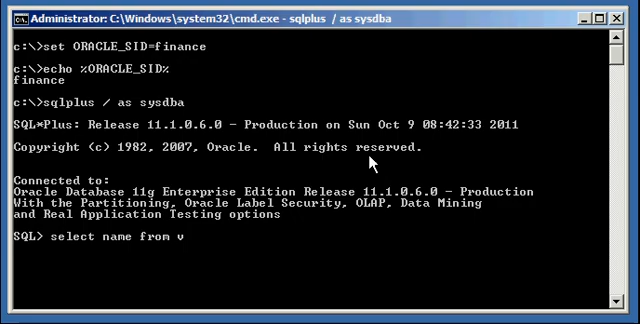 Administrator: C:\Windows\system32\cmd.exe - sqlplus / as sysdba
c:\>set ORACLE_SID=finance
c:\>echo %ORACLE_SID%
finance
c:\>sqlplus / as sysdba
SQL*Plus: Release 11.1.0.6.0 - Production on Sun Oct 9 08:42:33 2011
Copyright (c) 1982, 2007, Oracle.  All rights reserved.
Connected to:
Oracle Database 11g Enterprise Edition Release 11.1.0.6.0 - Production
With the Partitioning, Oracle Label Security, OLAP, Data Mining
and Real Application Testing options
SQL> select name from v